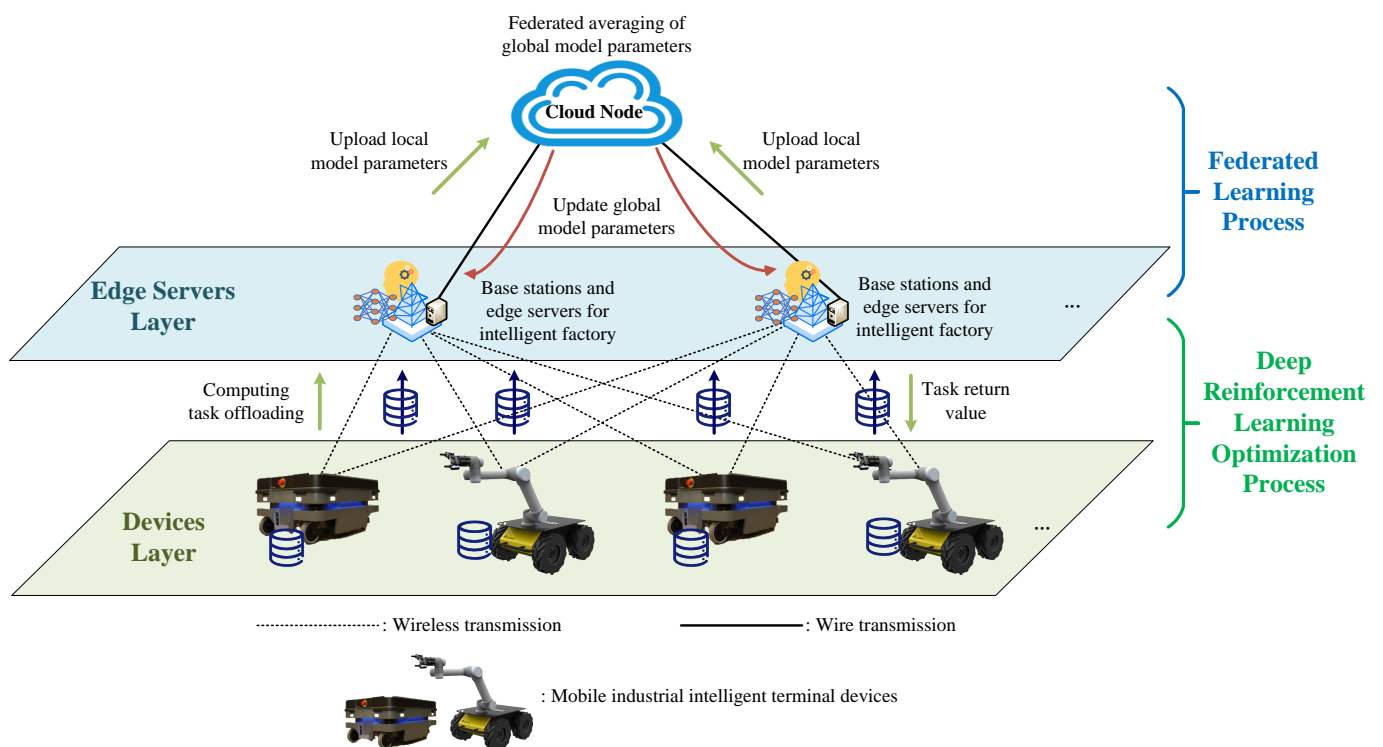 Federated averaging of
global model parameters
Cloud Node
Upload local
model parameters
Upload local
model parameters
Update global
model parameters
Federated
Learning
Process
Edge Servers
Layer
Base stations and
edge servers for
intelligent factory
Base stations and
edge servers for
intelligent factory
...
Computing
task offloading
Task return
value
Deep
Reinforcement
Learning
Optimization
Process
Devices
Layer
...
: Wireless transmission
: Wire transmission
: Mobile industrial intelligent terminal devices